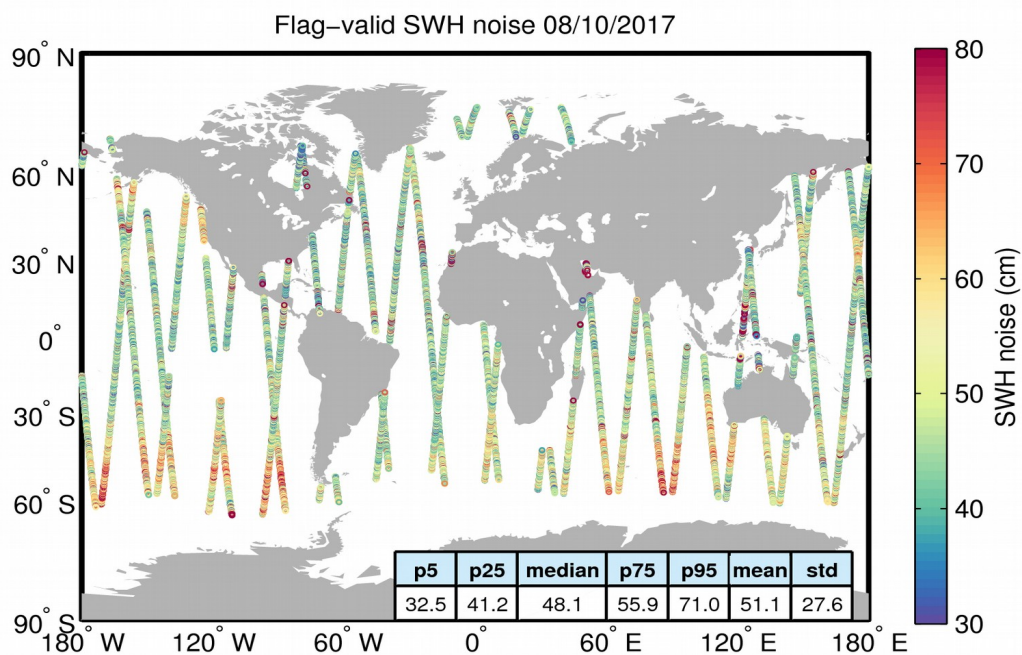 Flag−valid SWH noise 08/10/2017
90° N
60° N
30° N
0°
30° S
60° S
90° S
180° W
120° W
60° W
0°
60° E
120° E
180° E
80
70
60
50
40
30
SWH noise (cm)
p5 p25 median p75 p95 mean std
32.5 41.2 48.1 55.9 71.0 51.1 27.6